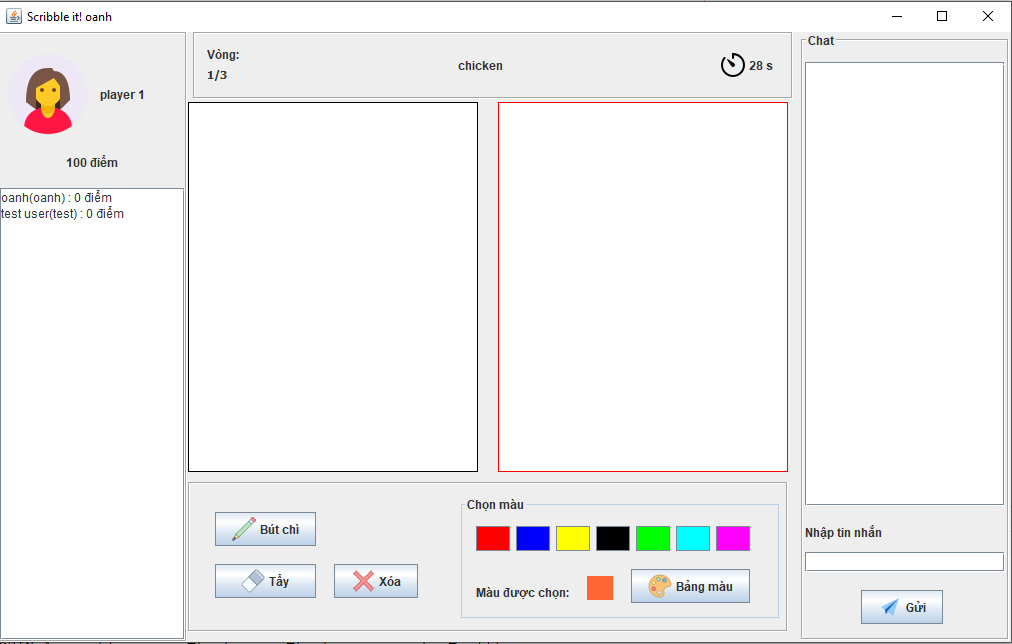 Scribble it! oanh
player 1
100 điểm
oanh(oanh) : 0 điểm
test user(test) : 0 điểm
Vòng:
1/3
chicken
28 s
Bút chì
Tẩy
Xóa
Chọn màu
Màu được chọn:
Bảng màu
Chat
Nhập tin nhắn
Gửi